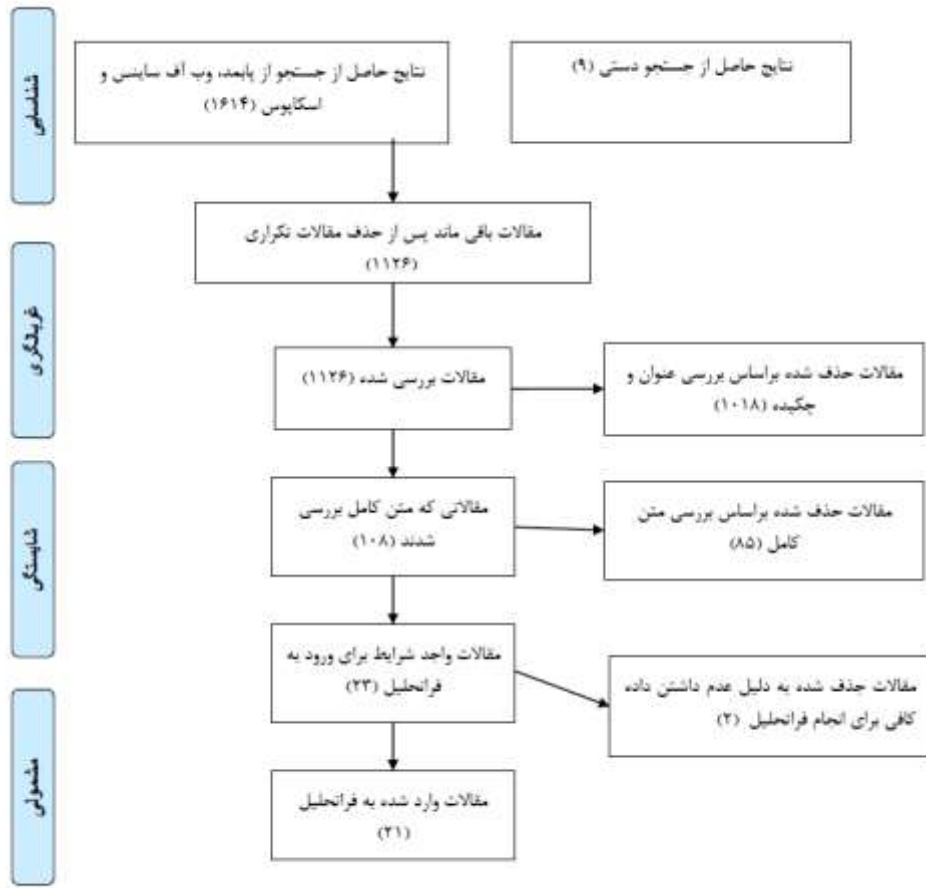 شناسایی
نتایج حاصل از جستجو دستی (۹)
نتایج حاصل از جستجو از پابمد، وب آف ساینس و
اسکاپوس (۱۶۱۴)
مقالات باقی ماند پس از حذف مقالات تکراری
(۱۱۲۶)
غربالگری
مقالات بررسی شده (۱۱۲۶)
مقالات حذف شده براساس بررسی عنوان و
چکیده (۱۰۱۸)
شایستگی
مقالاتی که متن کامل بررسی
شدند (۱۰۸)
مقالات حذف شده براساس بررسی متن
کامل (۸۵)
مقالات واجد شرایط برای ورود به
فراتحلیل (۲۳)
مقالات حذف شده به دلیل عدم داشتن داده
کافی برای انجام فراتحلیل (۲)
مشمولی
مقالات وارد شده به فراتحلیل
(۲۱)